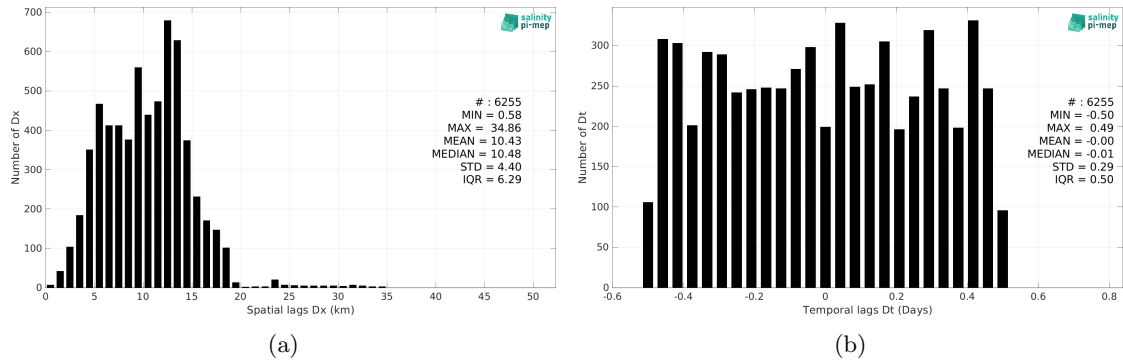 salinity
pi-mep
700
600
500
400
300
200
100
0
Number of Dx
# : 6255
MIN = 0.58
MAX = 34.86
MEAN = 10.43
MEDIAN = 10.48
STD = 4.40
IQR = 6.29
0 5 10 15 20 25 30 35 40 45 50
Spatial lags Dx (km)
(a)
salinity
pi-mep
300
250
200
150
100
50
0
Number of Dt
# : 6255
MIN = -0.50
MAX = 0.49
MEAN = -0.00
MEDIAN = -0.01
STD = 0.29
IQR = 0.50
-0.6 -0.4 -0.2 0 0.2 0.4 0.6 0.8
Temporal lags Dt (Days)
(b)